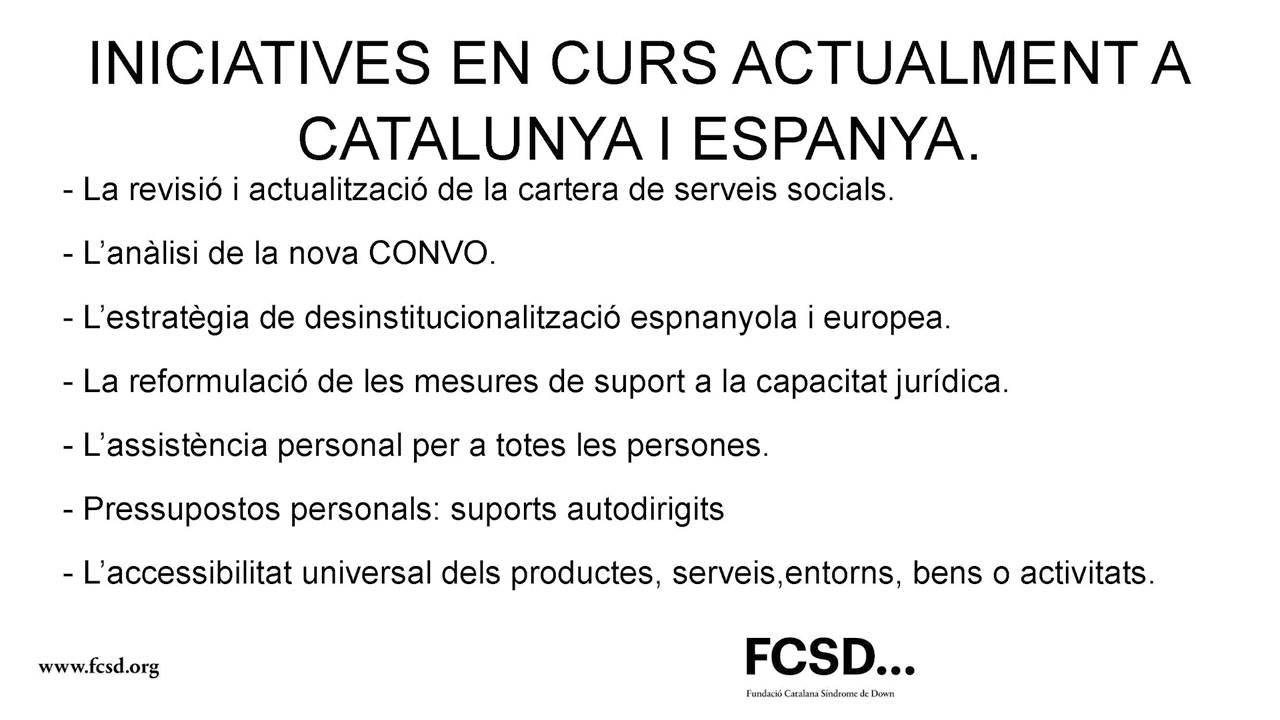 INICIATIVES EN CURS ACTUALMENT A
CATALUNYA I ESPANYA.
- La revisió i actualització de la cartera de serveis socials.
- L’anàlisi de la nova CONVO.
- L’estratègia de desinstitucionalització espnanyola i europea.
- La reformulació de les mesures de suport a la capacitat jurídica.
- L’assistència personal per a totes les persones.
- Pressupostos personals: suports autodirigits
- L’accessibilitat universal dels productes, serveis,entorns, bens o activitats.
www.fcsd.org
FCSD...
Fundació Catalana Síndrome de Down